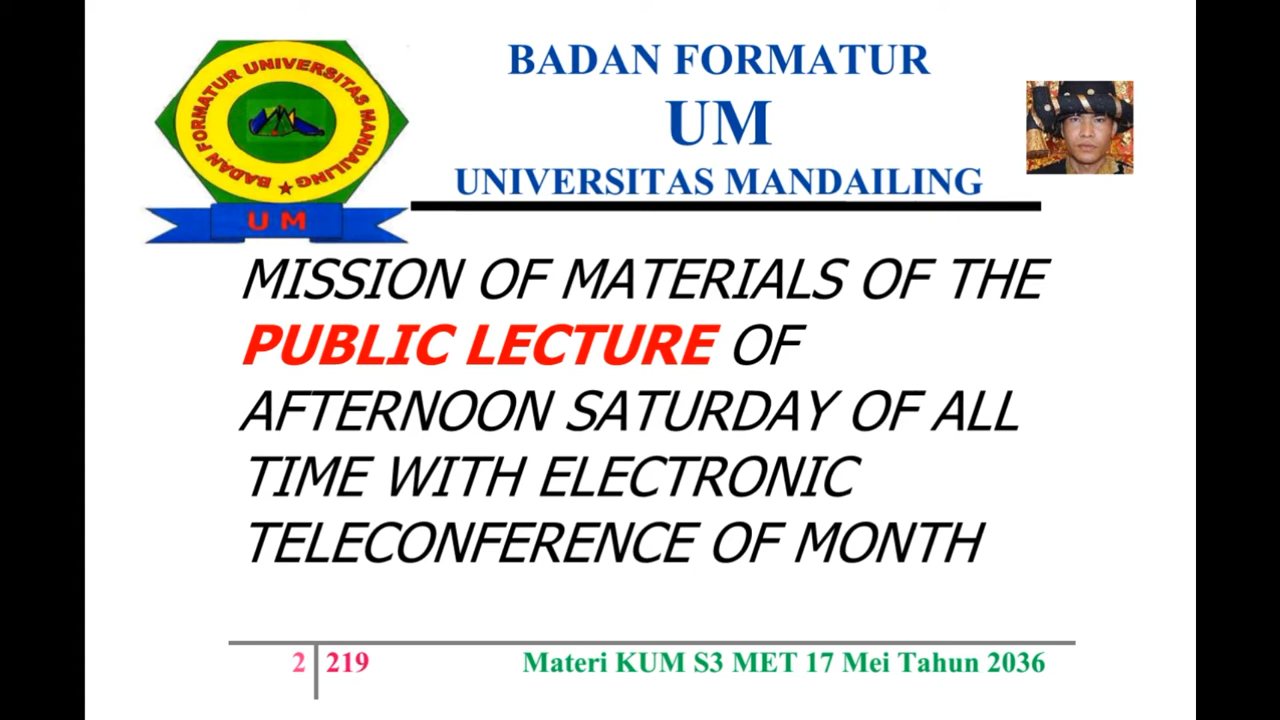 BADAN FORMATUR UNIVERSITAS MANDAILING
U M
BADAN FORMATUR
UM
UNIVERSITAS MANDAILING
MISSION OF MATERIALS OF THE
PUBLIC LECTURE OF
AFTERNOON SATURDAY OF ALL
TIME WITH ELECTRONIC
TELECONFERENCE OF MONTH
2 219 Materi KUM S3 MET 17 Mei Tahun 2036